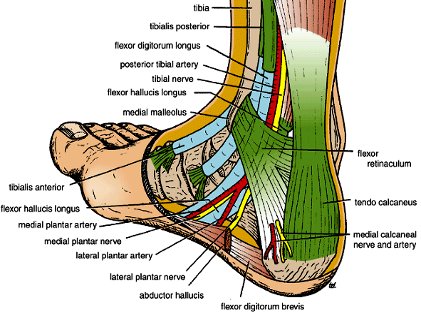 tibia
tibialis posterior
flexor digitorum longus
posterior tibial artery
tibial nerve
flexor hallucis longus
medial malleolus
tibialis anterior
flexor hallucis longus
medial plantar artery
medial plantar nerve
lateral plantar artery
lateral plantar nerve
abductor hallucis
flexor digitorum brevis
flexor
retinaculum
tendo calcaneus
medial calcaneal
nerve and artery